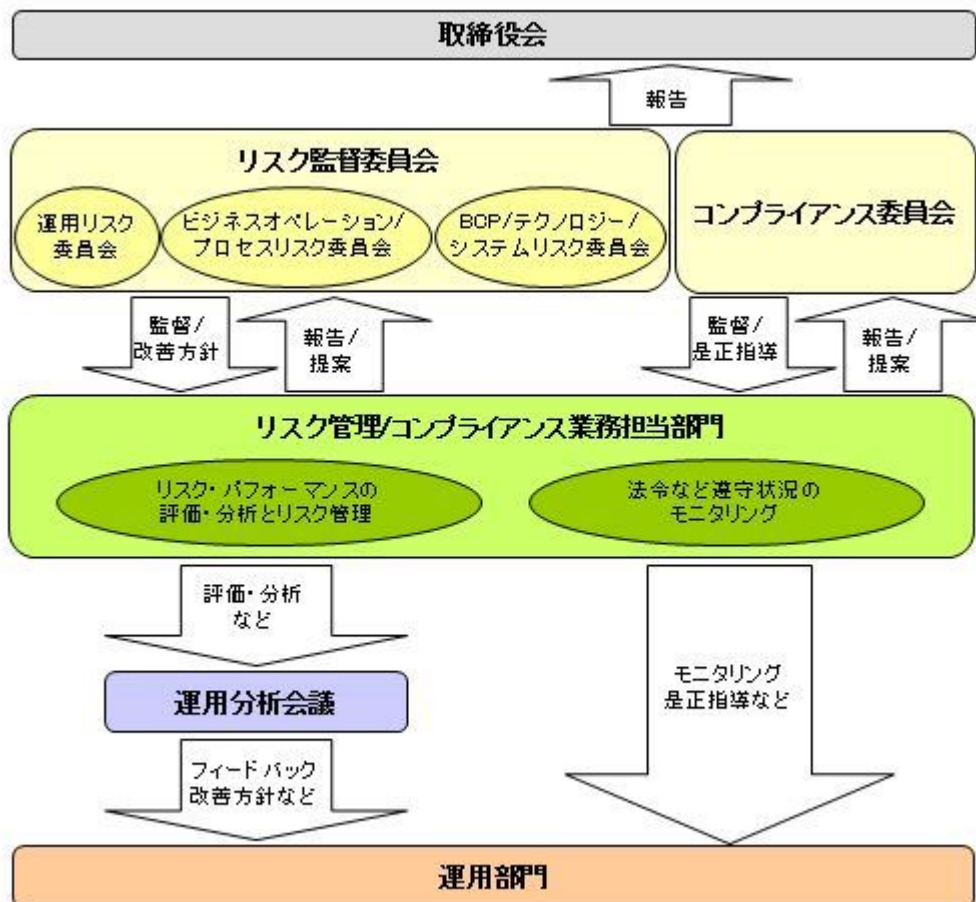 取締役会
報告
リスク監督委員会
運用リスク
委員会
ビジネスオペレーション/
プロセスリスク委員会
BCP/テクノロジー/
システムリスク委員会
コンプライアンス委員会
監督/
改善方針
報告/
提案
監督/
是正指導
報告/
提案
リスク管理/コンプライアンス業務担当部門
リスク・パフォーマンスの
評価・分析とリスク管理
法令など遵守状況の
モニタリング
評価・分析
など
運用分析会議
モニタリング
是正指導など
フィードバック
改善方針など
運用部門